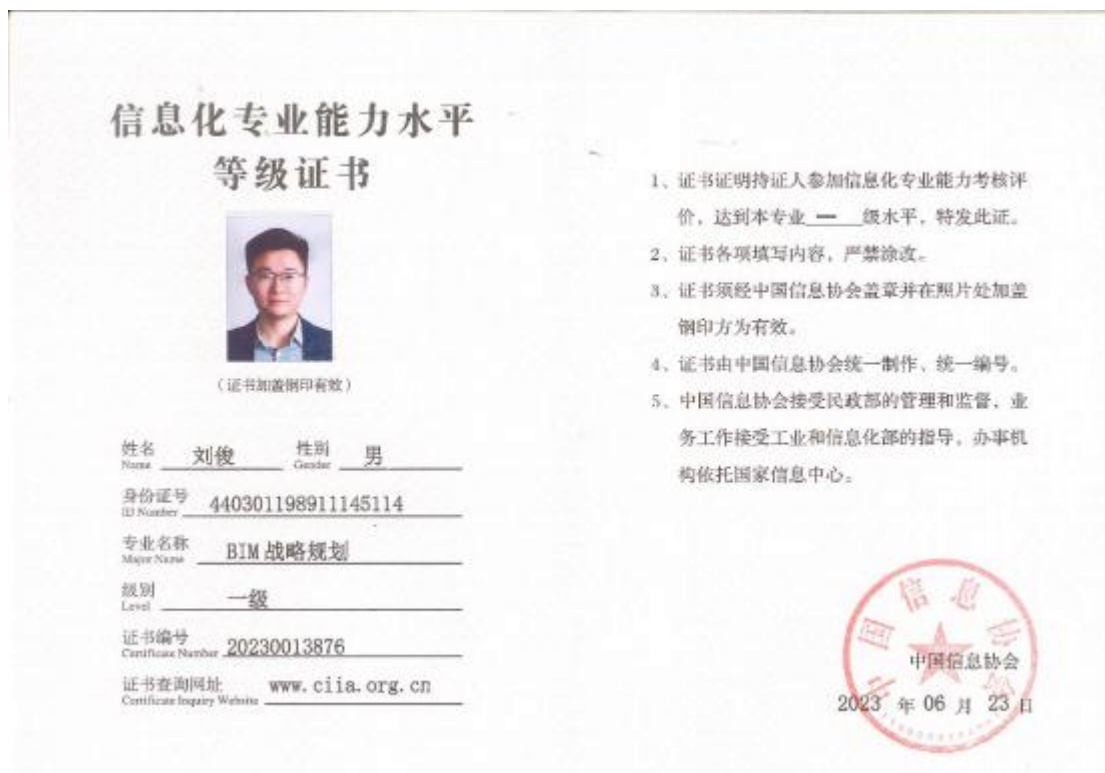 信息化专业能力水平
等级证书
(证书加盖钢印有效)
姓名
Name
刘俊
性别
Gender
男
身份证号
ID Number
440301198911145114
专业名称
Major Name
BIM 战略规划
级别
Level
一级
证书编号
Certificate Number
20230013876
证书查询网址
Certificate Inquiry Website
www.ciia.org.cn
1、证书证明持证人参加信息化专业能力考核评
价，达到本专业 一 级水平，特发此证。
2、证书各项填写内容，严禁涂改。
3、证书须经中国信息协会盖章并在照片处加盖
钢印方为有效。
4、证书由中国信息协会统一制作、统一编号。
5、中国信息协会接受民政部的管理和监督，业
务工作接受工业和信息化部的指导，办事机
构依托国家信息中心。
中国信息协会
中国信息协会
2023 年 06 月 23 日